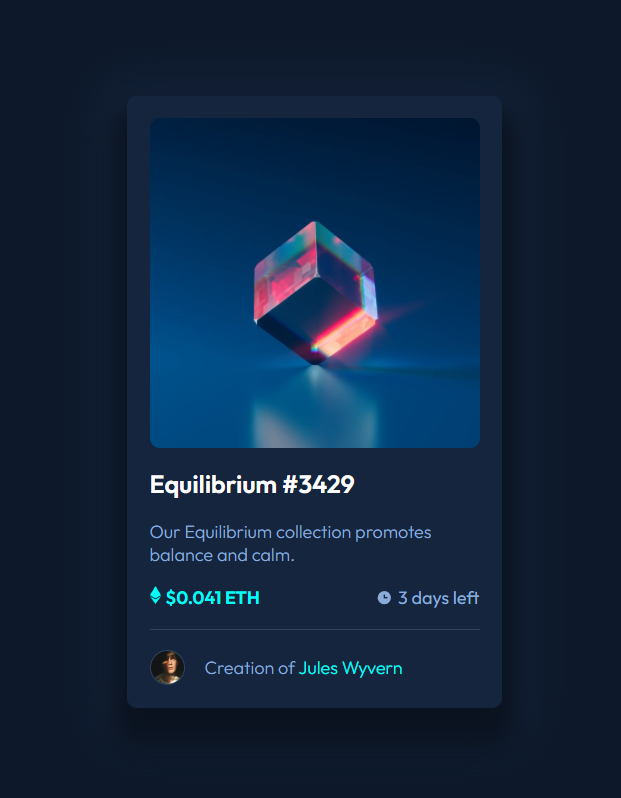 Equilibrium #3429
Our Equilibrium collection promotes
balance and calm.
$0.041 ETH 3 days left
Creation of Jules Wyvern